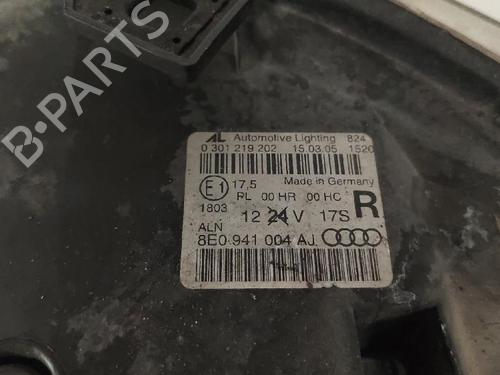 AL Automotive Lighting 824
0 301 219 202 15.03.05 1520
E1 17,5 Made in Germany
PL 00 HR 00 HC
1803 12 24 V 17S R
ALN
8E0 941 004 AJ
B-PARTS